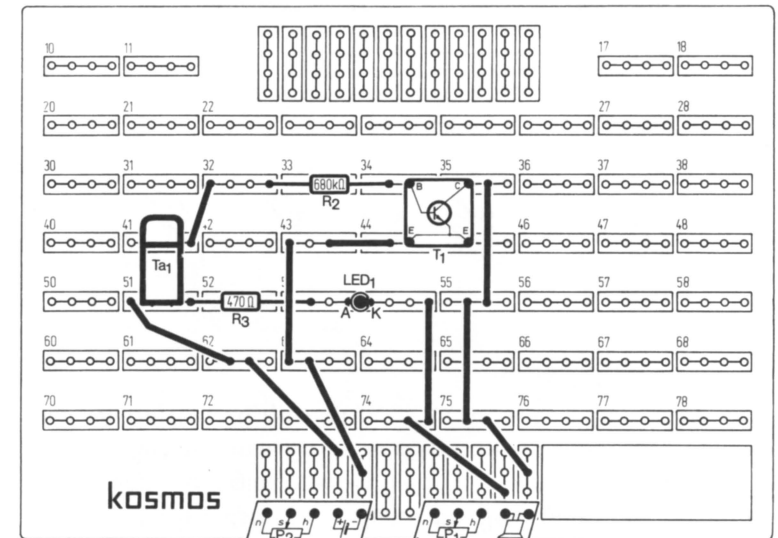 10 11 17 18
20 21 22 27 28
30 31 32 33 34 35 36 37 38
680kΩ B C
R2
40 41 42 43 44 46 47 48
E E
Ta1 T1
LED1
50 51 52 55 56 57 58
470 Ω
R3 A K
60 61 62 64 65 66 67 68
70 71 72 74 75 76 77 78
kosmos
n s h + − n s h
P2 P1